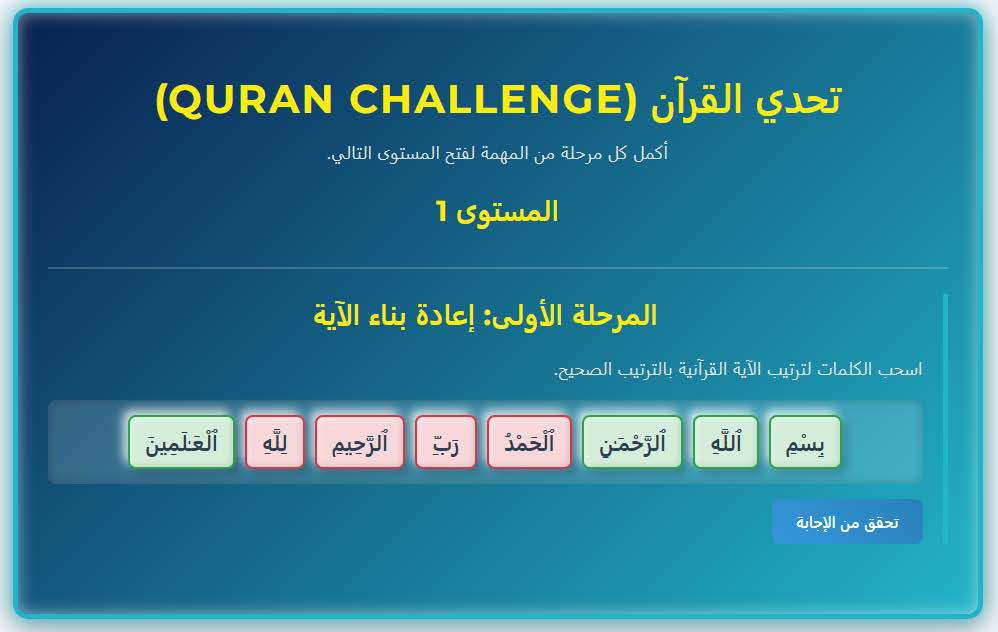 تحدي القرآن (QURAN CHALLENGE)
أكمل كل مرحلة من المهمة لفتح المستوى التالي.
المستوى 1
المرحلة الأولى: إعادة بناء الآية
اسحب الكلمات لترتيب الآية القرآنية بالترتيب الصحيح.
بِسْمِ ٱللَّهِ ٱلرَّحْمَـٰنِ ٱلْحَمْدُ رَبِّ ٱلرَّحِيمِ لِلَّهِ ٱلْعَـٰلَمِينَ
تحقق من الإجابة